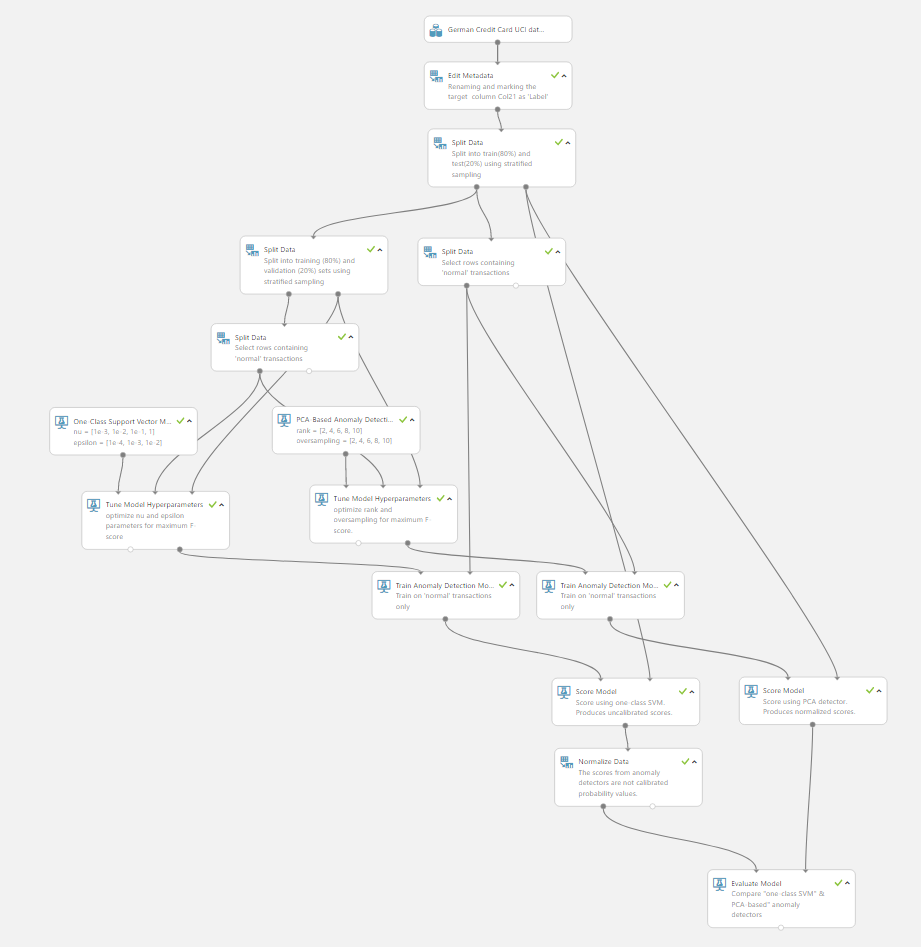 German Credit Card UCI dat...
Edit Metadata
Renaming and marking the
target column Col21 as 'Label'
Split Data
Split into train(80%) and
test(20%) using stratified
sampling
Split Data
Split into training (80%) and
validation (20%) sets using
stratified sampling
Split Data
Select rows containing
'normal' transactions
Split Data
Select rows containing
'normal' transactions
One-Class Support Vector M...
nu = [1e-3, 1e-2, 1e-1, 1]
epsilon = [1e-4, 1e-3, 1e-2]
PCA-Based Anomaly Detecti...
rank = [2, 4, 6, 8, 10]
oversampling = [2, 4, 6, 8, 10]
Tune Model Hyperparameters
optimize nu and epsilon
parameters for maximum F-
score
Tune Model Hyperparameters
optimize rank and
oversampling for maximum F-
score.
Train Anomaly Detection Mo...
Train on 'normal' transactions
only
Train Anomaly Detection Mo...
Train on 'normal' transactions
only
Score Model
Score using one-class SVM.
Produces uncalibrated scores.
Score Model
Score using PCA detector.
Produces normalized scores.
Normalize Data
The scores from anomaly
detectors are not calibrated
probability values.
Evaluate Model
Compare "one-class SVM" &
PCA-based" anomaly
detectors